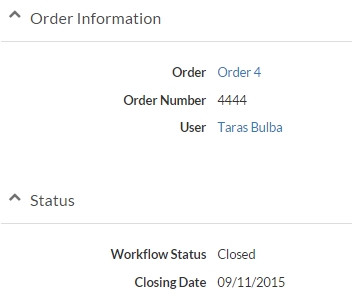 Order Information
Order Order 4
Order Number 4444
User Taras Bulba
Status
Workflow Status Closed
Closing Date 09/11/2015